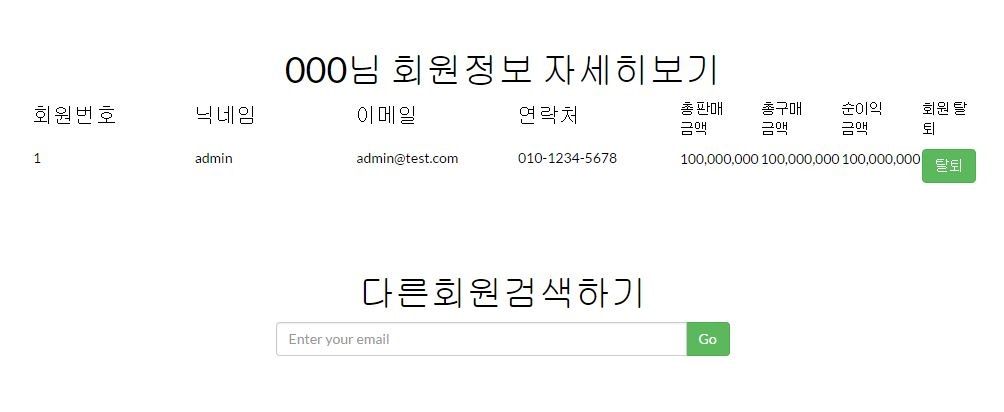 000님 회원정보 자세히보기
회원번호 닉네임 이메일 연락처 총판매 금액 총구매 금액 순이익 금액 회원 탈퇴
1 admin admin@test.com 010-1234-5678 100,000,000 100,000,000 100,000,000 탈퇴
다른회원검색하기
Enter your email Go